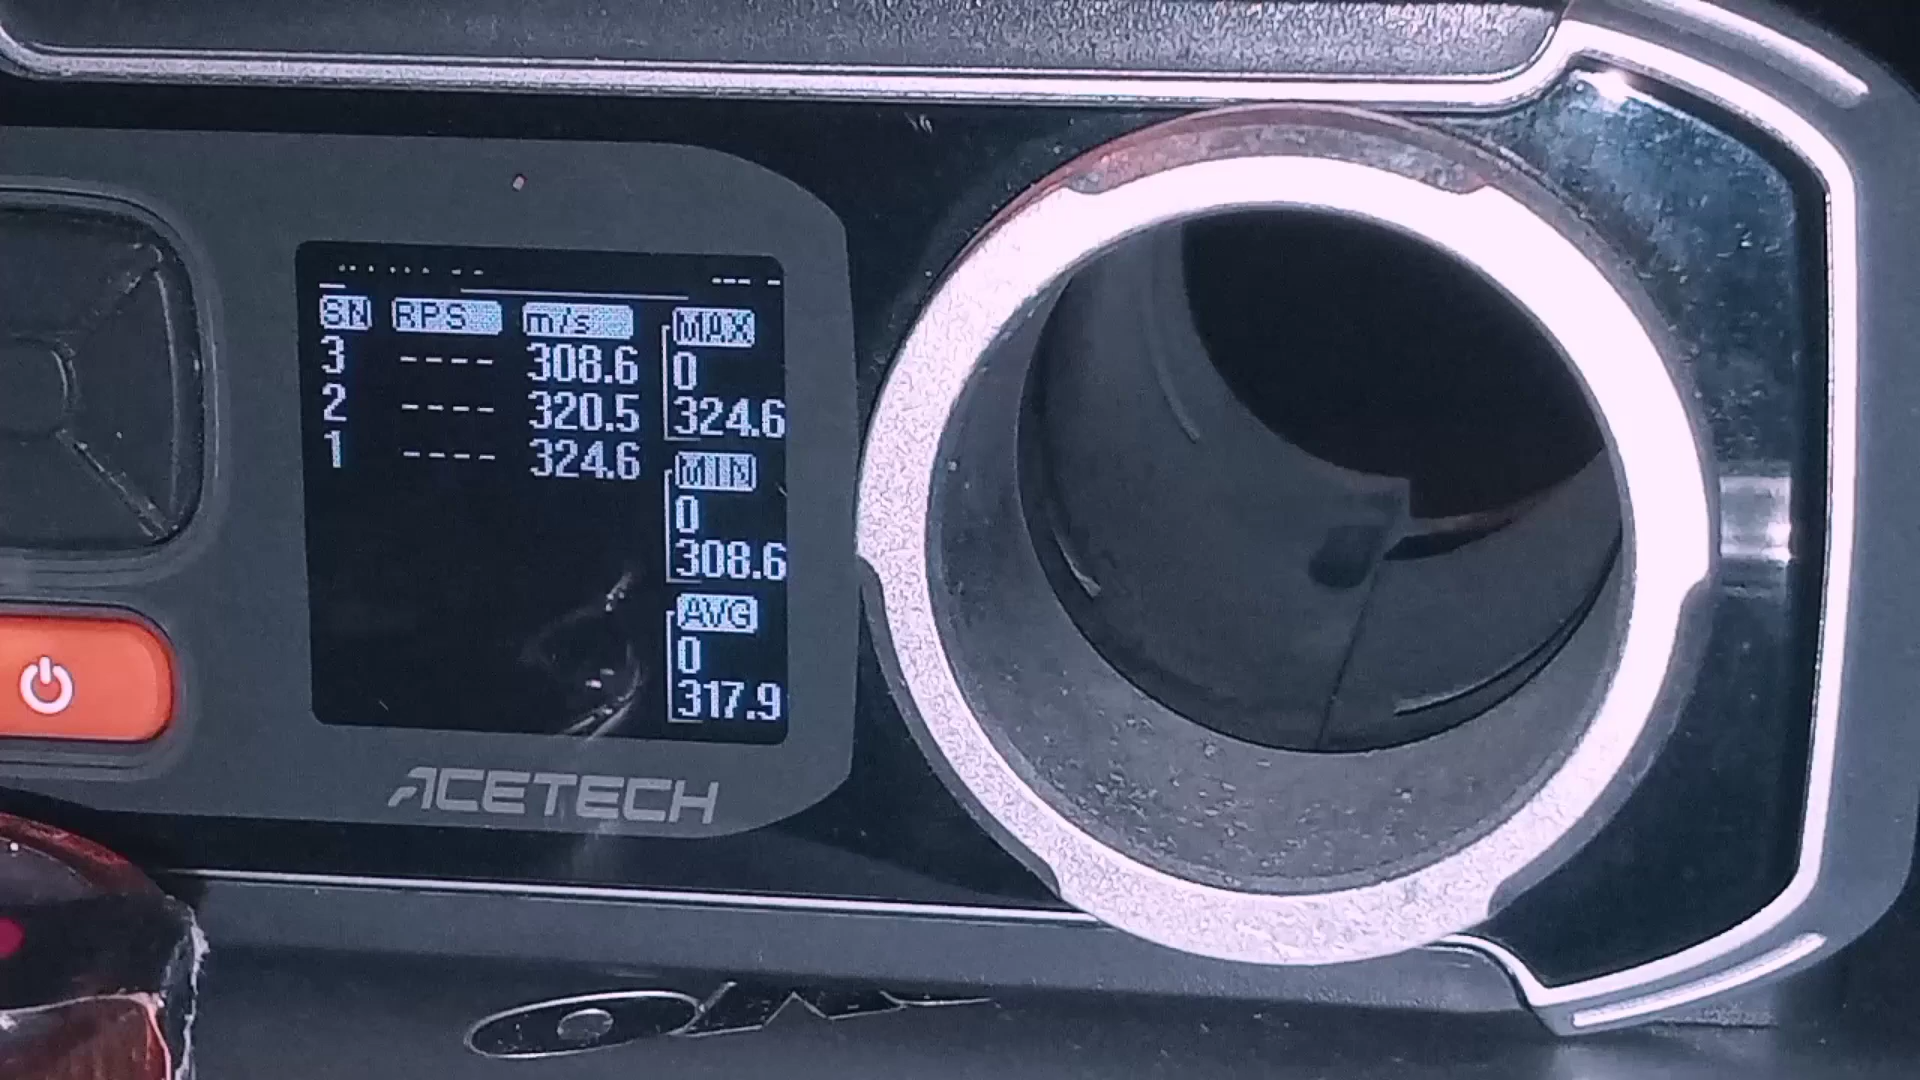 SN RPS m/s
3 ---- 308.6
2 ---- 320.5
1 ---- 324.6
MAX
0
324.6
MIN
0
308.6
AVG
0
317.9
ACETECH